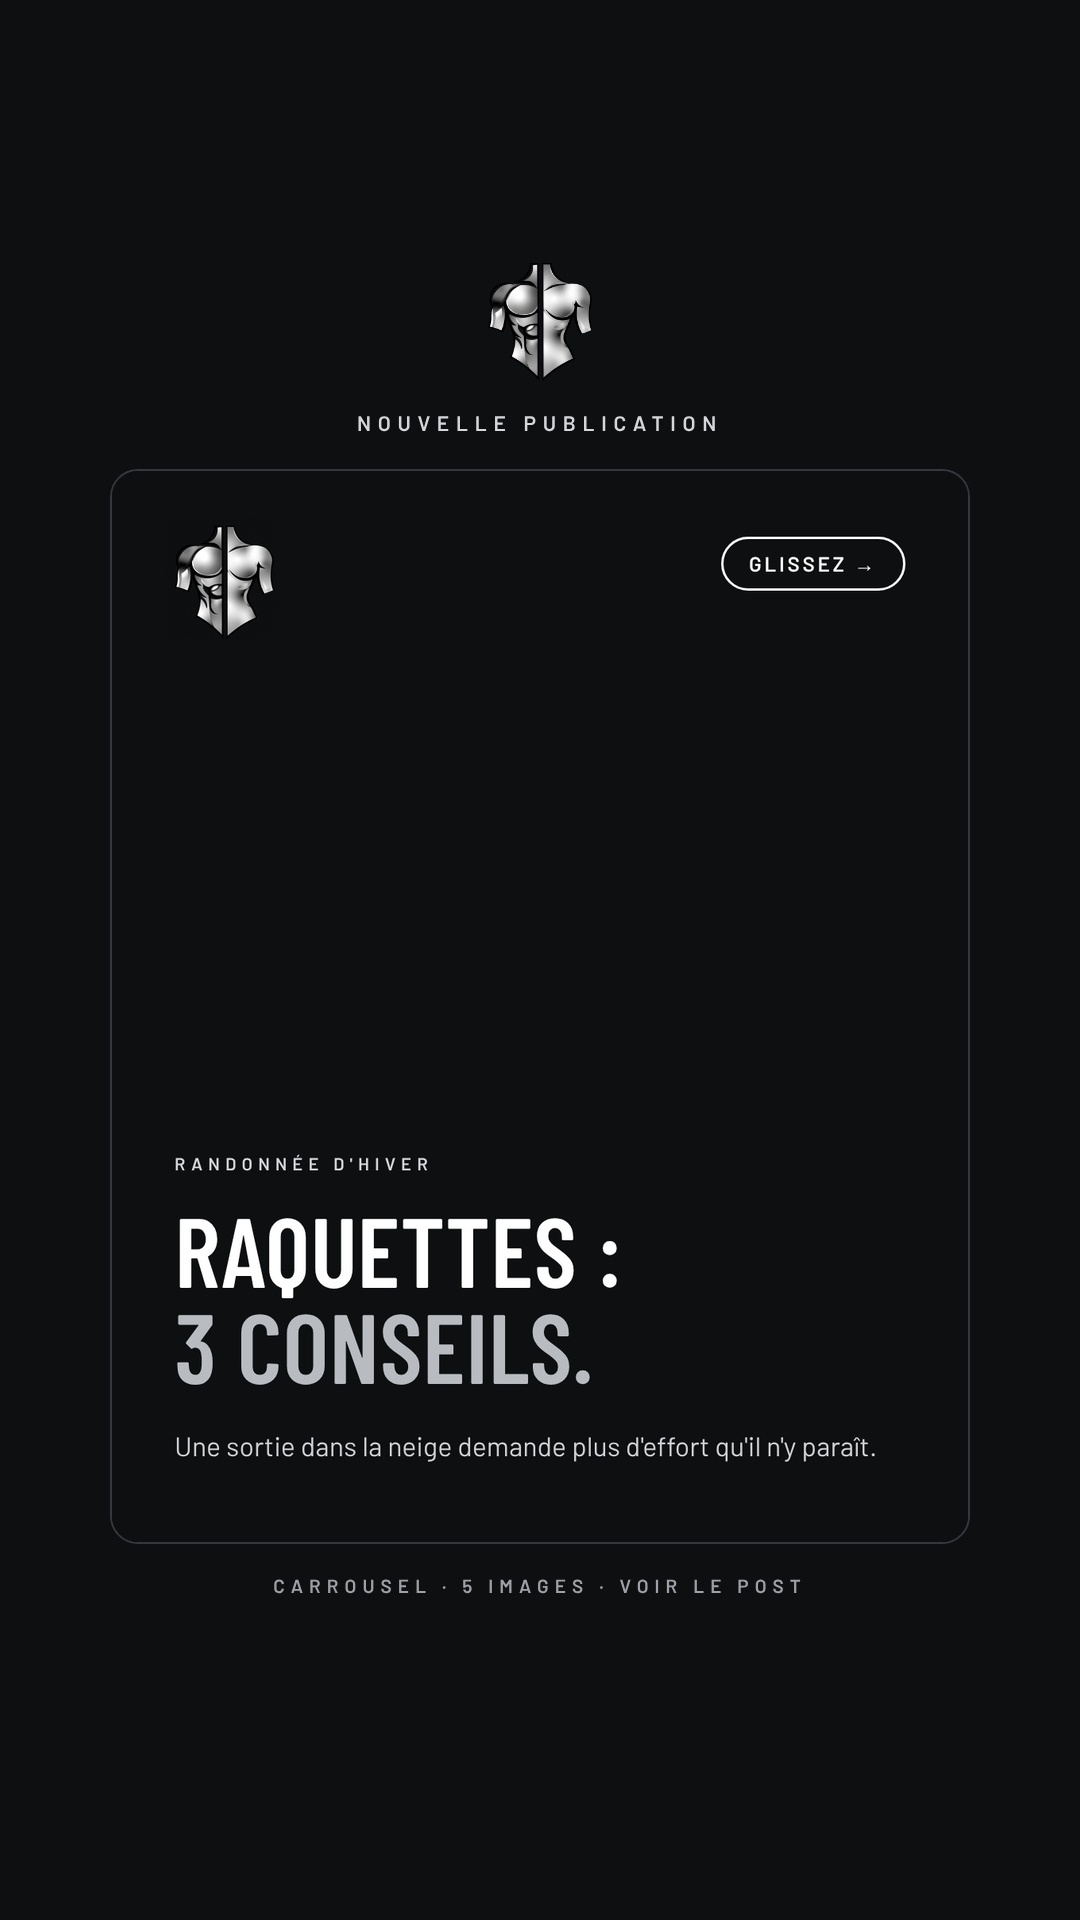 NOUVELLE PUBLICATION
GLISSEZ →
RANDONNÉE D'HIVER
RAQUETTES :
3 CONSEILS.
Une sortie dans la neige demande plus d'effort qu'il n'y paraît.
CARROUSEL · 5 IMAGES · VOIR LE POST